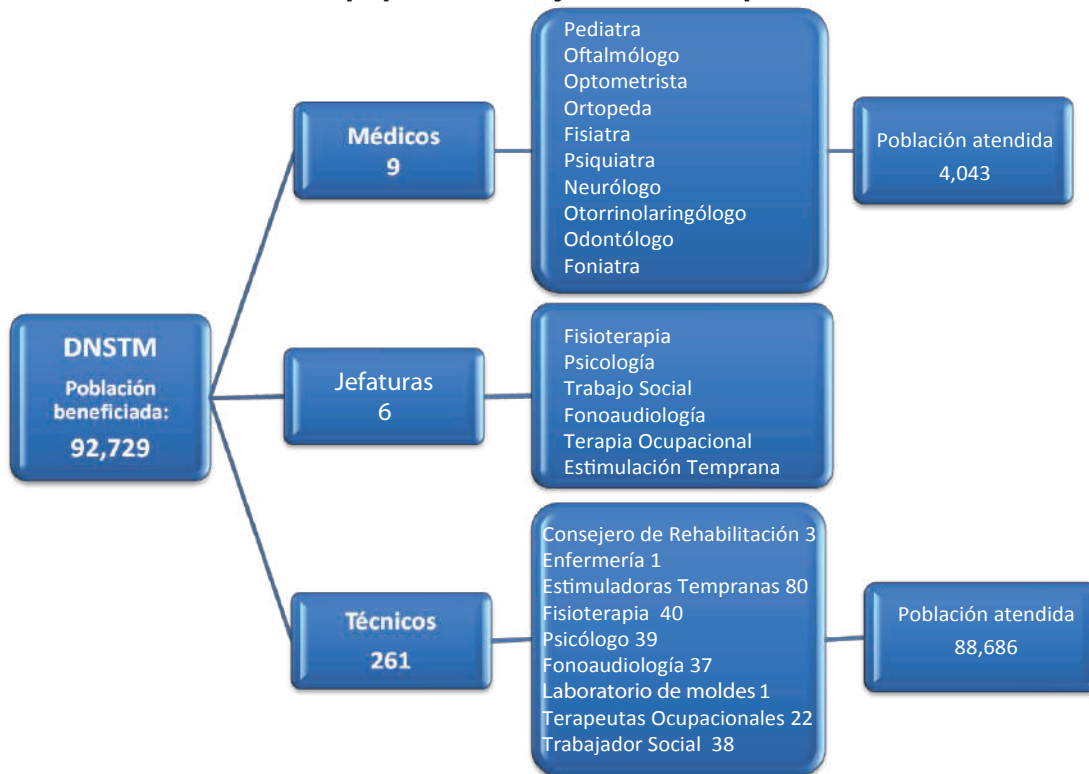 DNSTM
Población
beneficiada:
92,729
Médicos
9
Pediatra
Oftalmólogo
Optometrista
Ortopeda
Fisiatra
Psiquiatra
Neurólogo
Otorrinolaringólogo
Odontólogo
Foniatra
Población atendida
4,043
Jefaturas
6
Fisioterapia
Psicología
Trabajo Social
Fonoaudiología
Terapia Ocupacional
Estimulación Temprana
Técnicos
261
Consejero de Rehabilitación 3
Enfermería 1
Estimuladoras Tempranas 80
Fisioterapia 40
Psicólogo 39
Fonoaudiología 37
Laboratorio de moldes 1
Terapeutas Ocupacionales 22
Trabajador Social 38
Población atendida
88,686